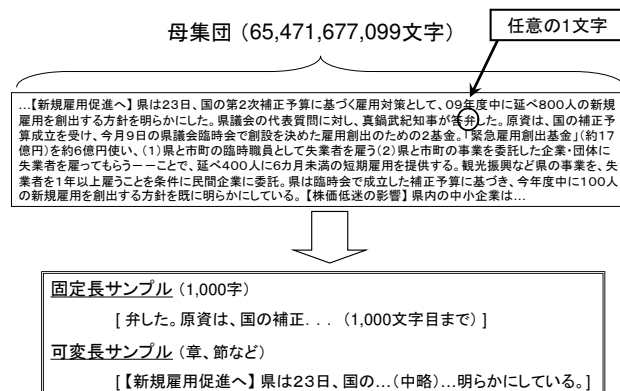 母集団（65,471,677,099文字）
任意の1文字
...【新規雇用促進へ】 県は23日、国の第2次補正予算に基づく雇用対策として、09年度中に延べ800人の新規
雇用を創出する方針を明らかにした。県議会の代表質問に対し、真鍋武紀知事が答弁した。原資は、国の補正予
算成立を受け、今月9日の県議会臨時会で創設を決めた雇用創出のための2基金。「緊急雇用創出基金」（約17
億円）を約6億円使い、（1）県と市町の臨時職員として失業者を雇う（2）県と市町の事業を委託した企業・団体に
失業者を雇ってもらうーーことで、延べ400人に6カ月未満の短期雇用を提供する。観光振興など県の事業を、失
業者を1年以上雇うことを条件に民間企業に委託。県は臨時会で成立した補正予算に基づき、今年度中に100人
の新規雇用を創出する方針を既に明らかにしている。【株価低迷の影響】 県内の中小企業は...
固定長サンプル（1,000字）
[ 弁した。原資は、国の補正. . . （1,000文字目まで） ]
可変長サンプル（章、節など）
[【新規雇用促進へ】 県は23日、国の...（中略）...明らかにしている。]